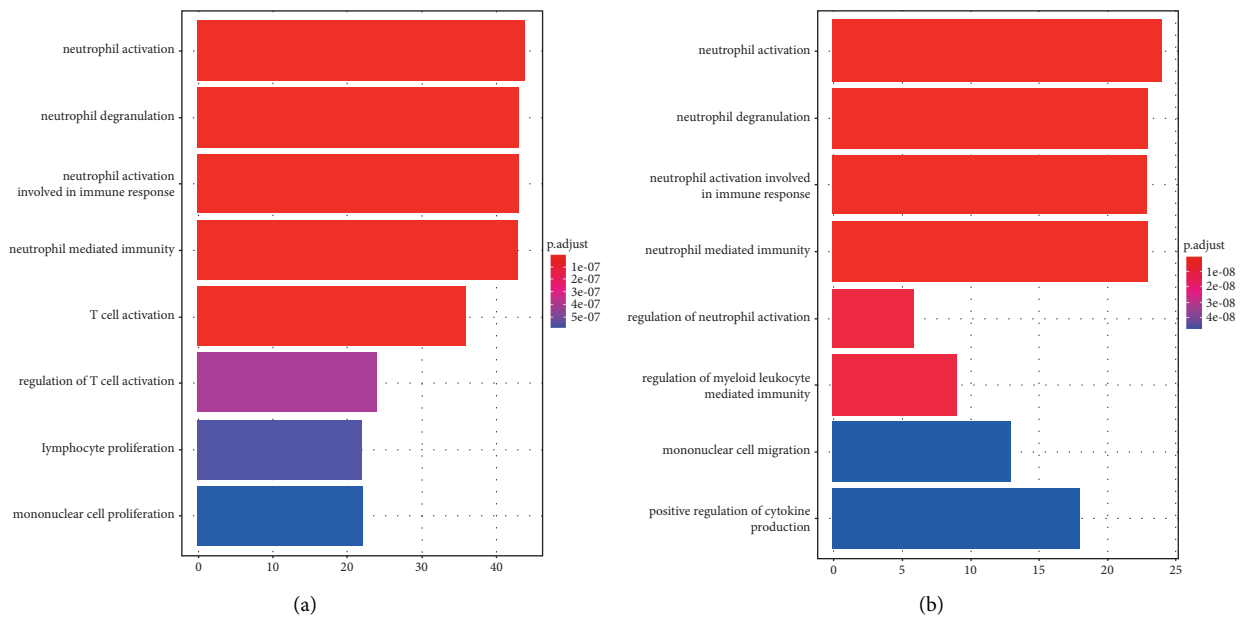 neutrophil activation
neutrophil degranulation
neutrophil activation
involved in immune response
neutrophil mediated immunity
T cell activation
regulation of T cell activation
lymphocyte proliferation
mononuclear cell proliferation
0 10 20 30 40
p.adjust
1e-07
2e-07
3e-07
4e-07
5e-07
(a)
neutrophil activation
neutrophil degranulation
neutrophil activation involved
in immune response
neutrophil mediated immunity
regulation of neutrophil activation
regulation of myeloid leukocyte
mediated immunity
mononuclear cell migration
positive regulation of cytokine
production
0 5 10 15 20 25
p.adjust
1e-08
2e-08
3e-08
4e-08
(b)